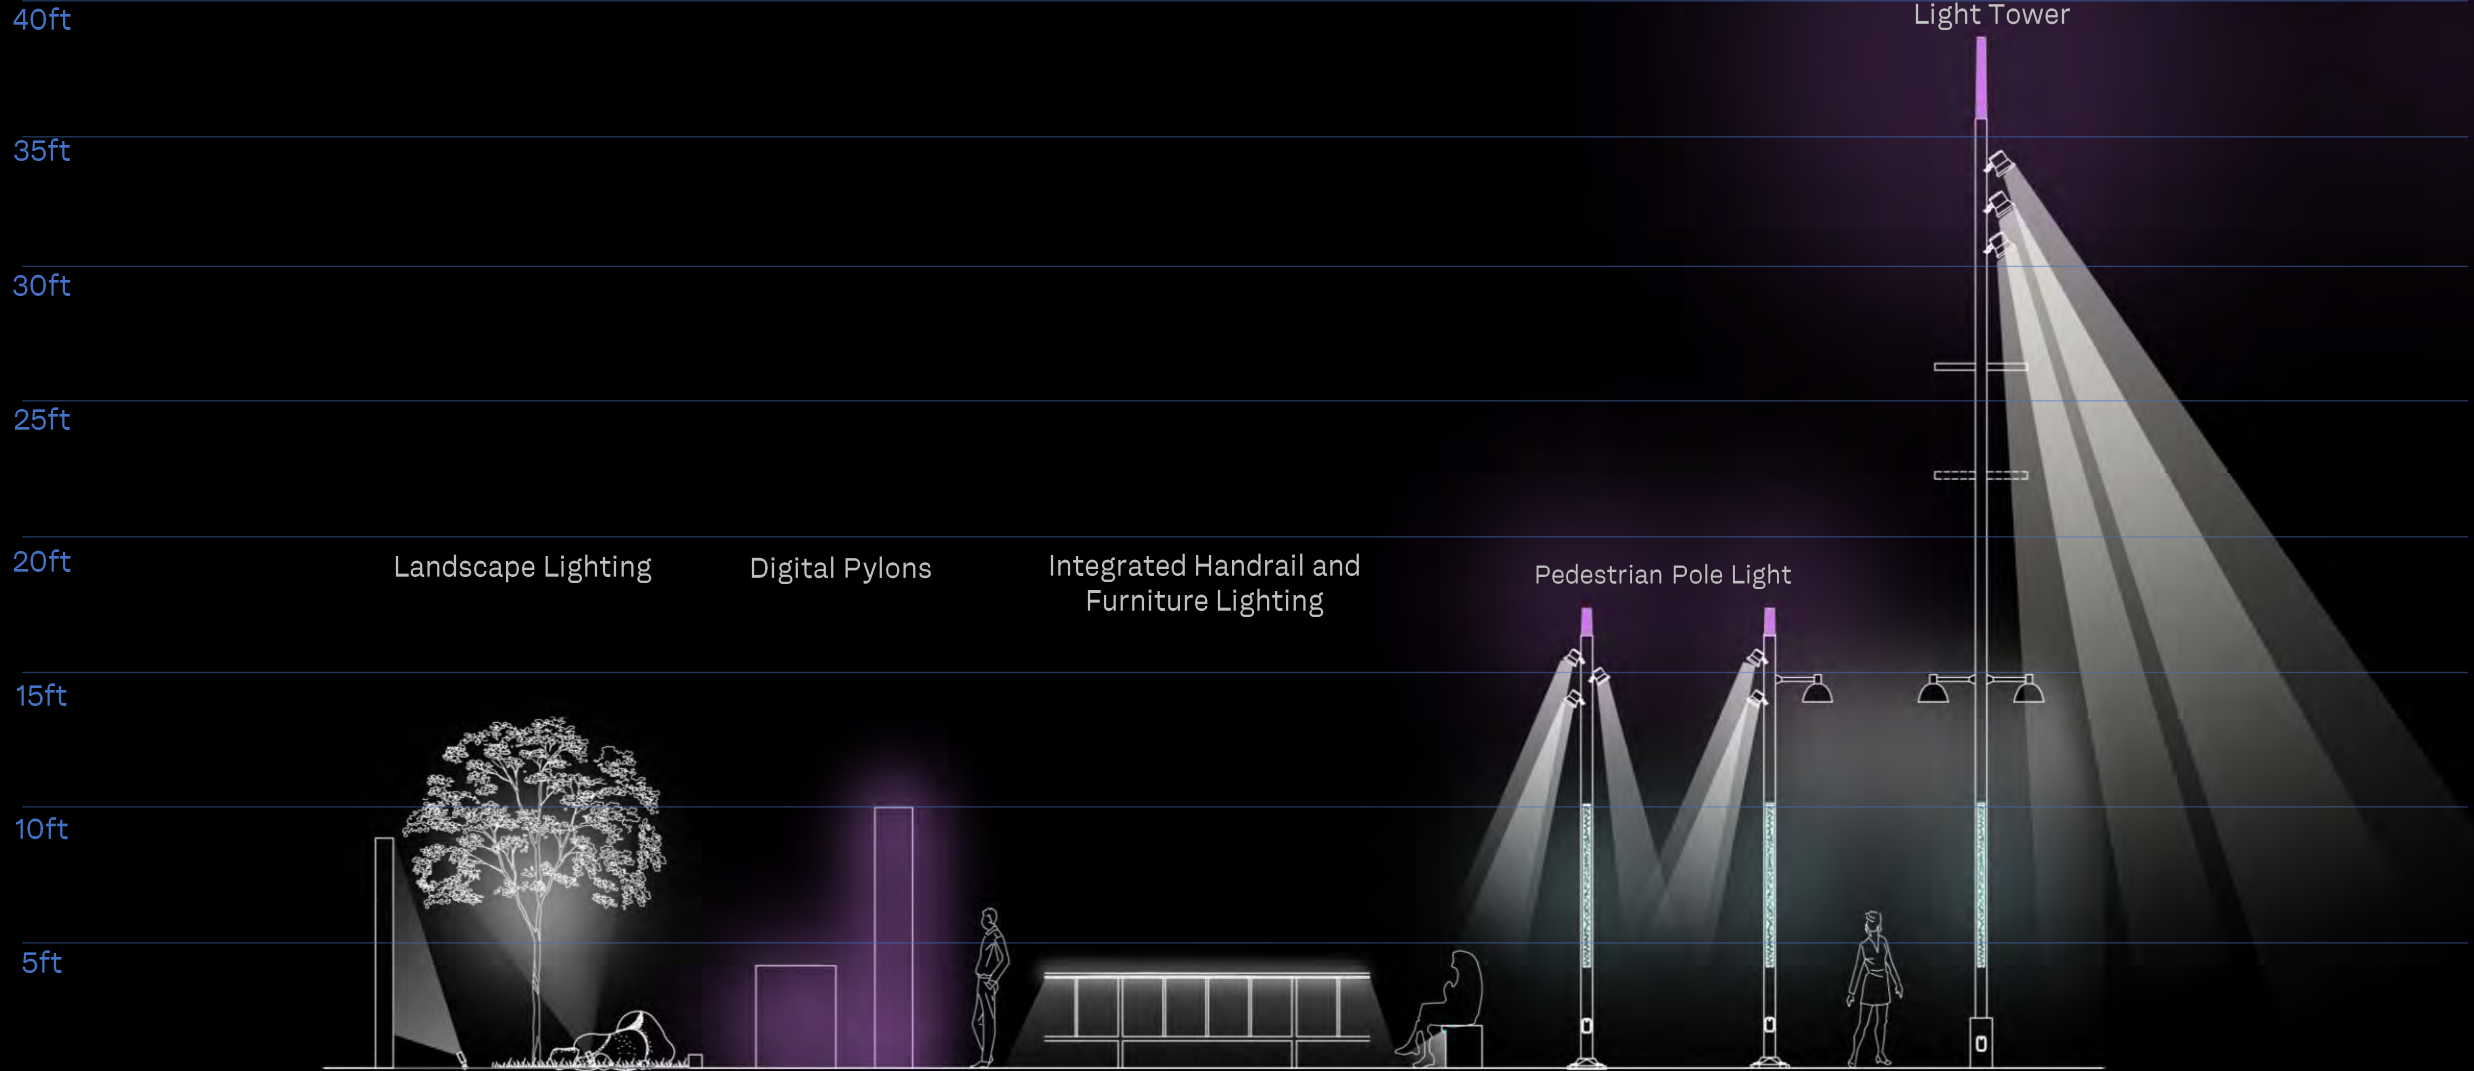 40ft
Light Tower
35ft
30ft
25ft
20ft
Landscape Lighting
Digital Pylons
Integrated Handrail and
Furniture Lighting
Pedestrian Pole Light
15ft
10ft
5ft